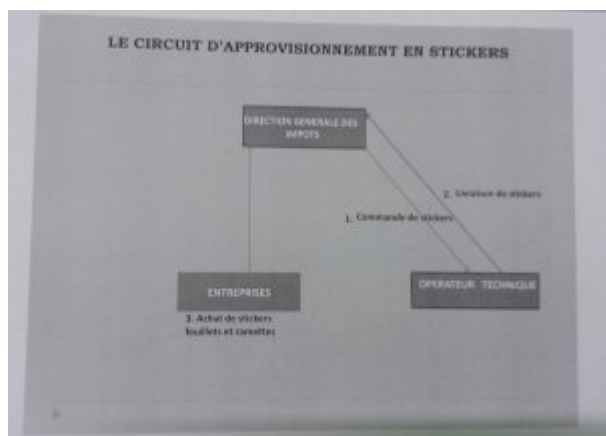 LE CIRCUIT D'APPROVISIONNEMENT EN STICKERS
DIRECTION GENERALE DES
IMPOTS
2. Livraison de stickers
1. Commande de stickers
ENTREPRISES
OPERATEUR TECHNIQUE
3. Achat de stickers
feuillets et carnettes